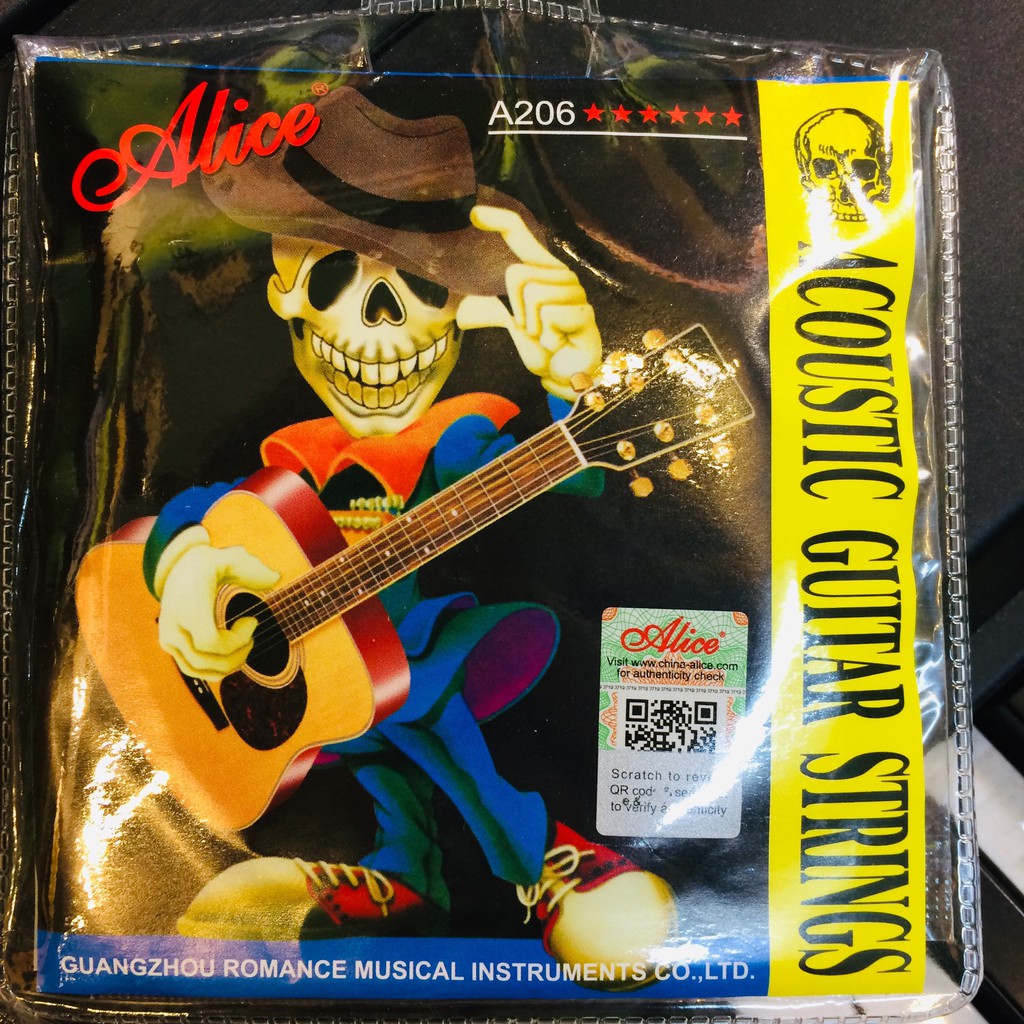 Alice®
A206 ★★★★★★
ACOUSTIC GUITAR STRINGS
Alice®
Visit www.china-alice.com
for authenticity check
Scratch to
QR
to verify
GUANGZHOU ROMANCE MUSICAL INSTRUMENTS CO.,LTD.